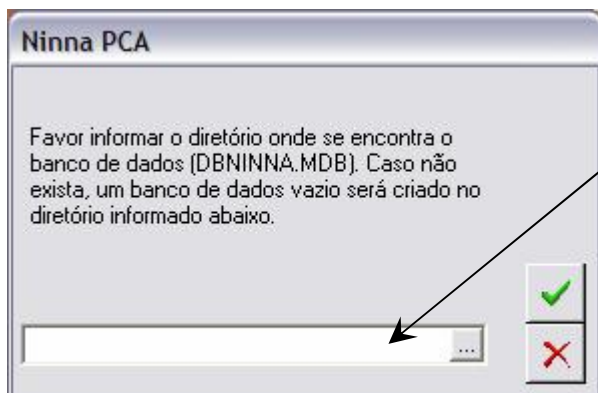 Ninna PCA
Favor informar o diretório onde se encontra o
banco de dados (DBNINNA.MDB). Caso não
exista, um banco de dados vazio será criado no
diretório informado abaixo.
...